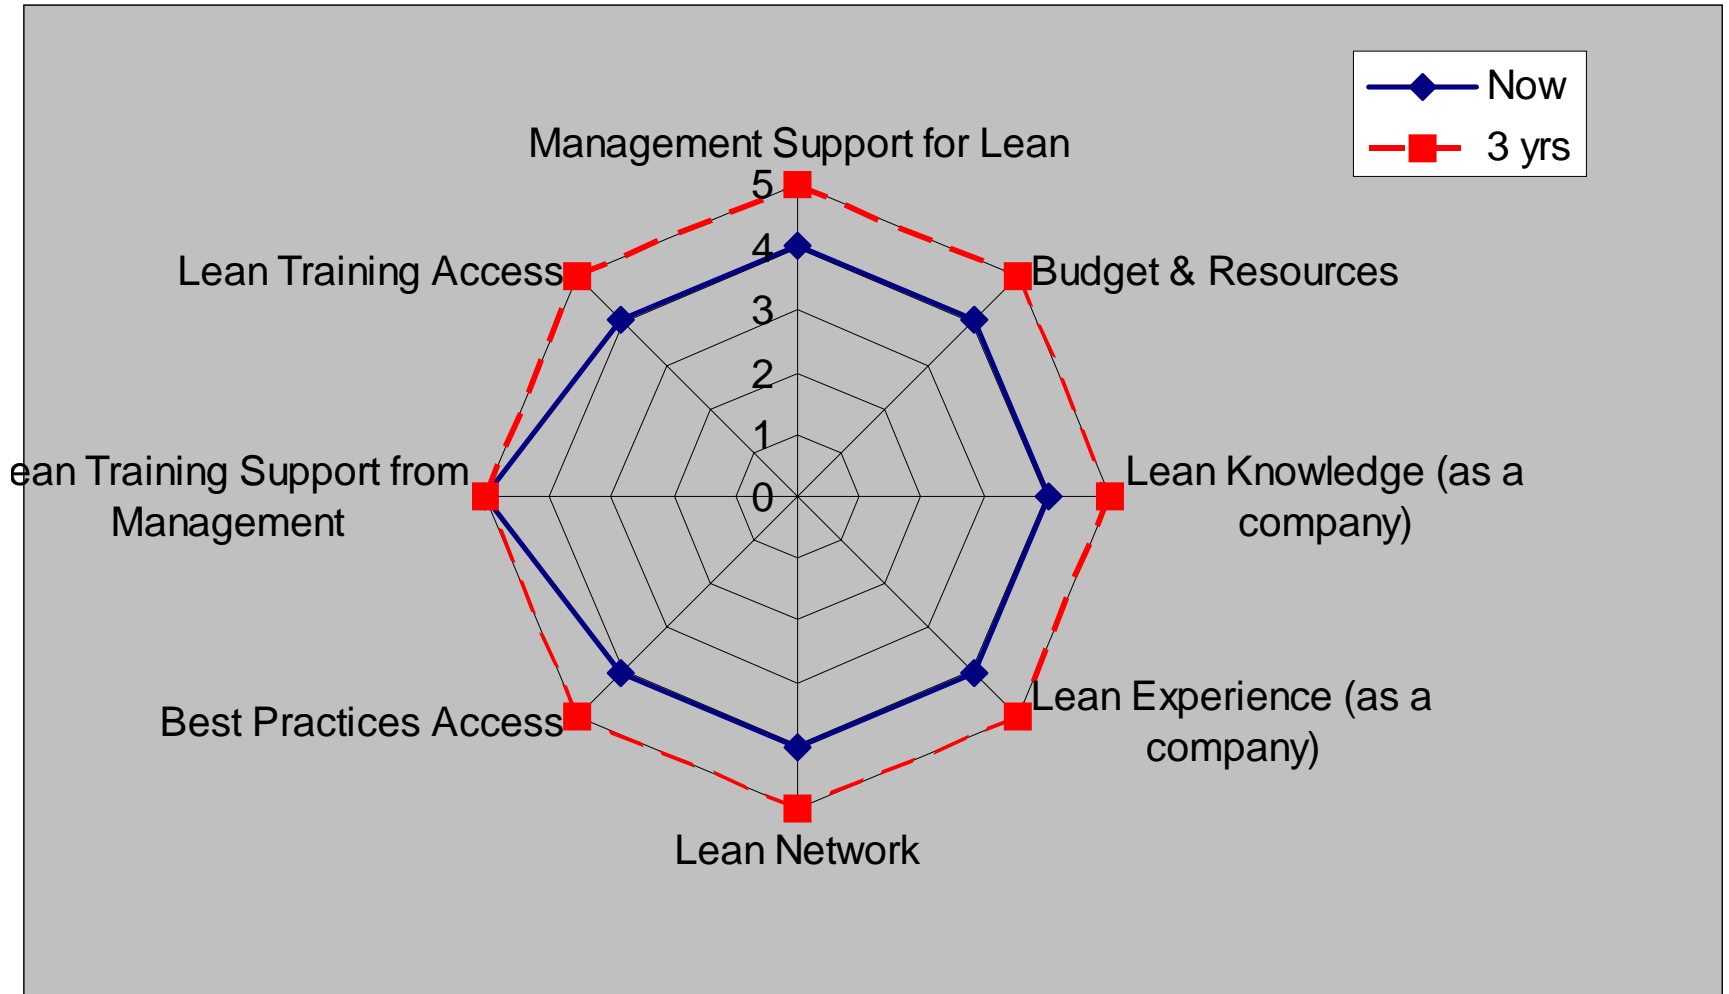 Now
3 yrs
Management Support for Lean
5
4
3
2
1
0
Budget & Resources
Lean Knowledge (as a
company)
Lean Experience (as a
company)
Lean Network
Best Practices Access
ean Training Support from
Management
Lean Training Access